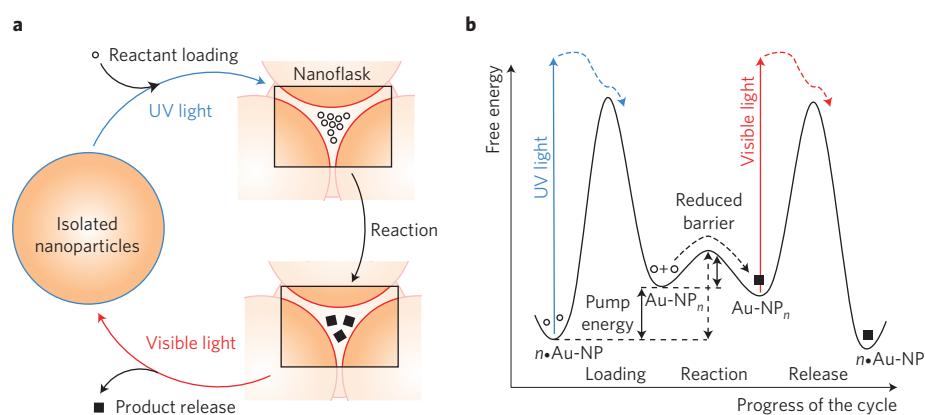 a
Reactant loading
UV light
Nanoflask
Isolated
nanoparticles
Reaction
Visible light
Product release
b
Free energy
UV light
Visible light
Reduced
barrier
Pump
energy
Au-NPn
Au-NPn
n•Au-NP
n•Au-NP
Loading
Reaction
Release
Progress of the cycle